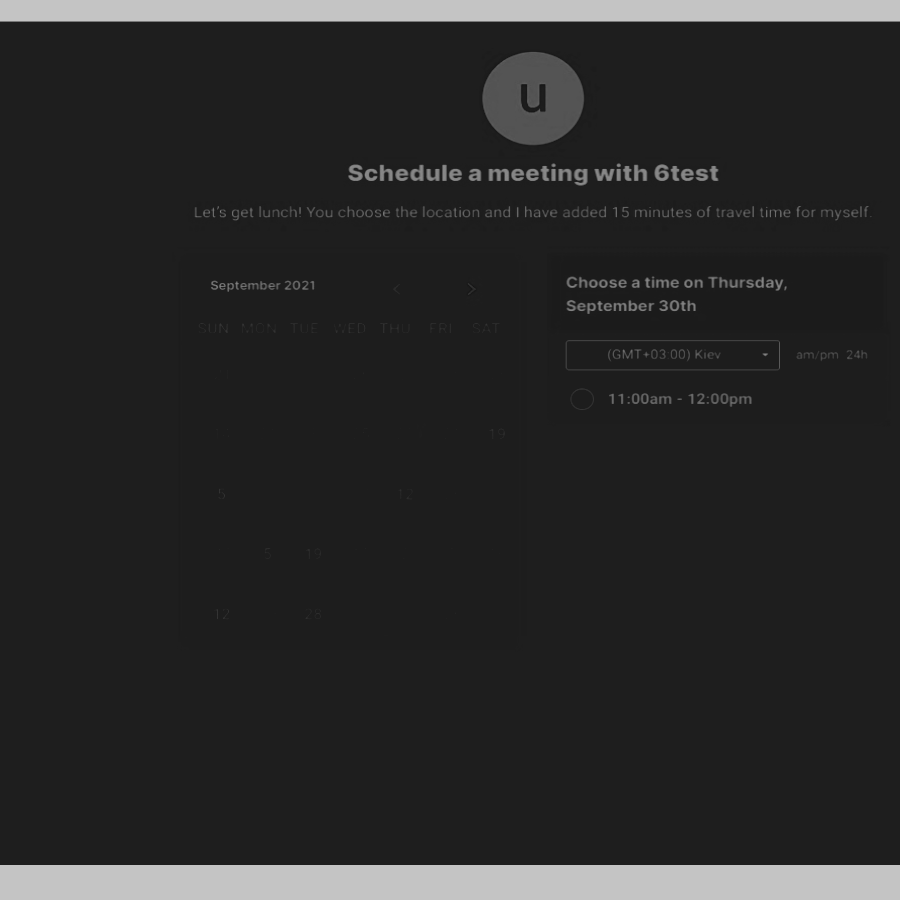 u
Schedule a meeting with 6test
Let's get lunch! You choose the location and I have added 15 minutes of travel time for myself.
September 2021
SUN MON TUE WED THU FRI SAT
19
5 12
5 19
12 28
Choose a time on Thursday,
September 30th
(GMT+03:00) Kiev am/pm 24h
11:00am - 12:00pm